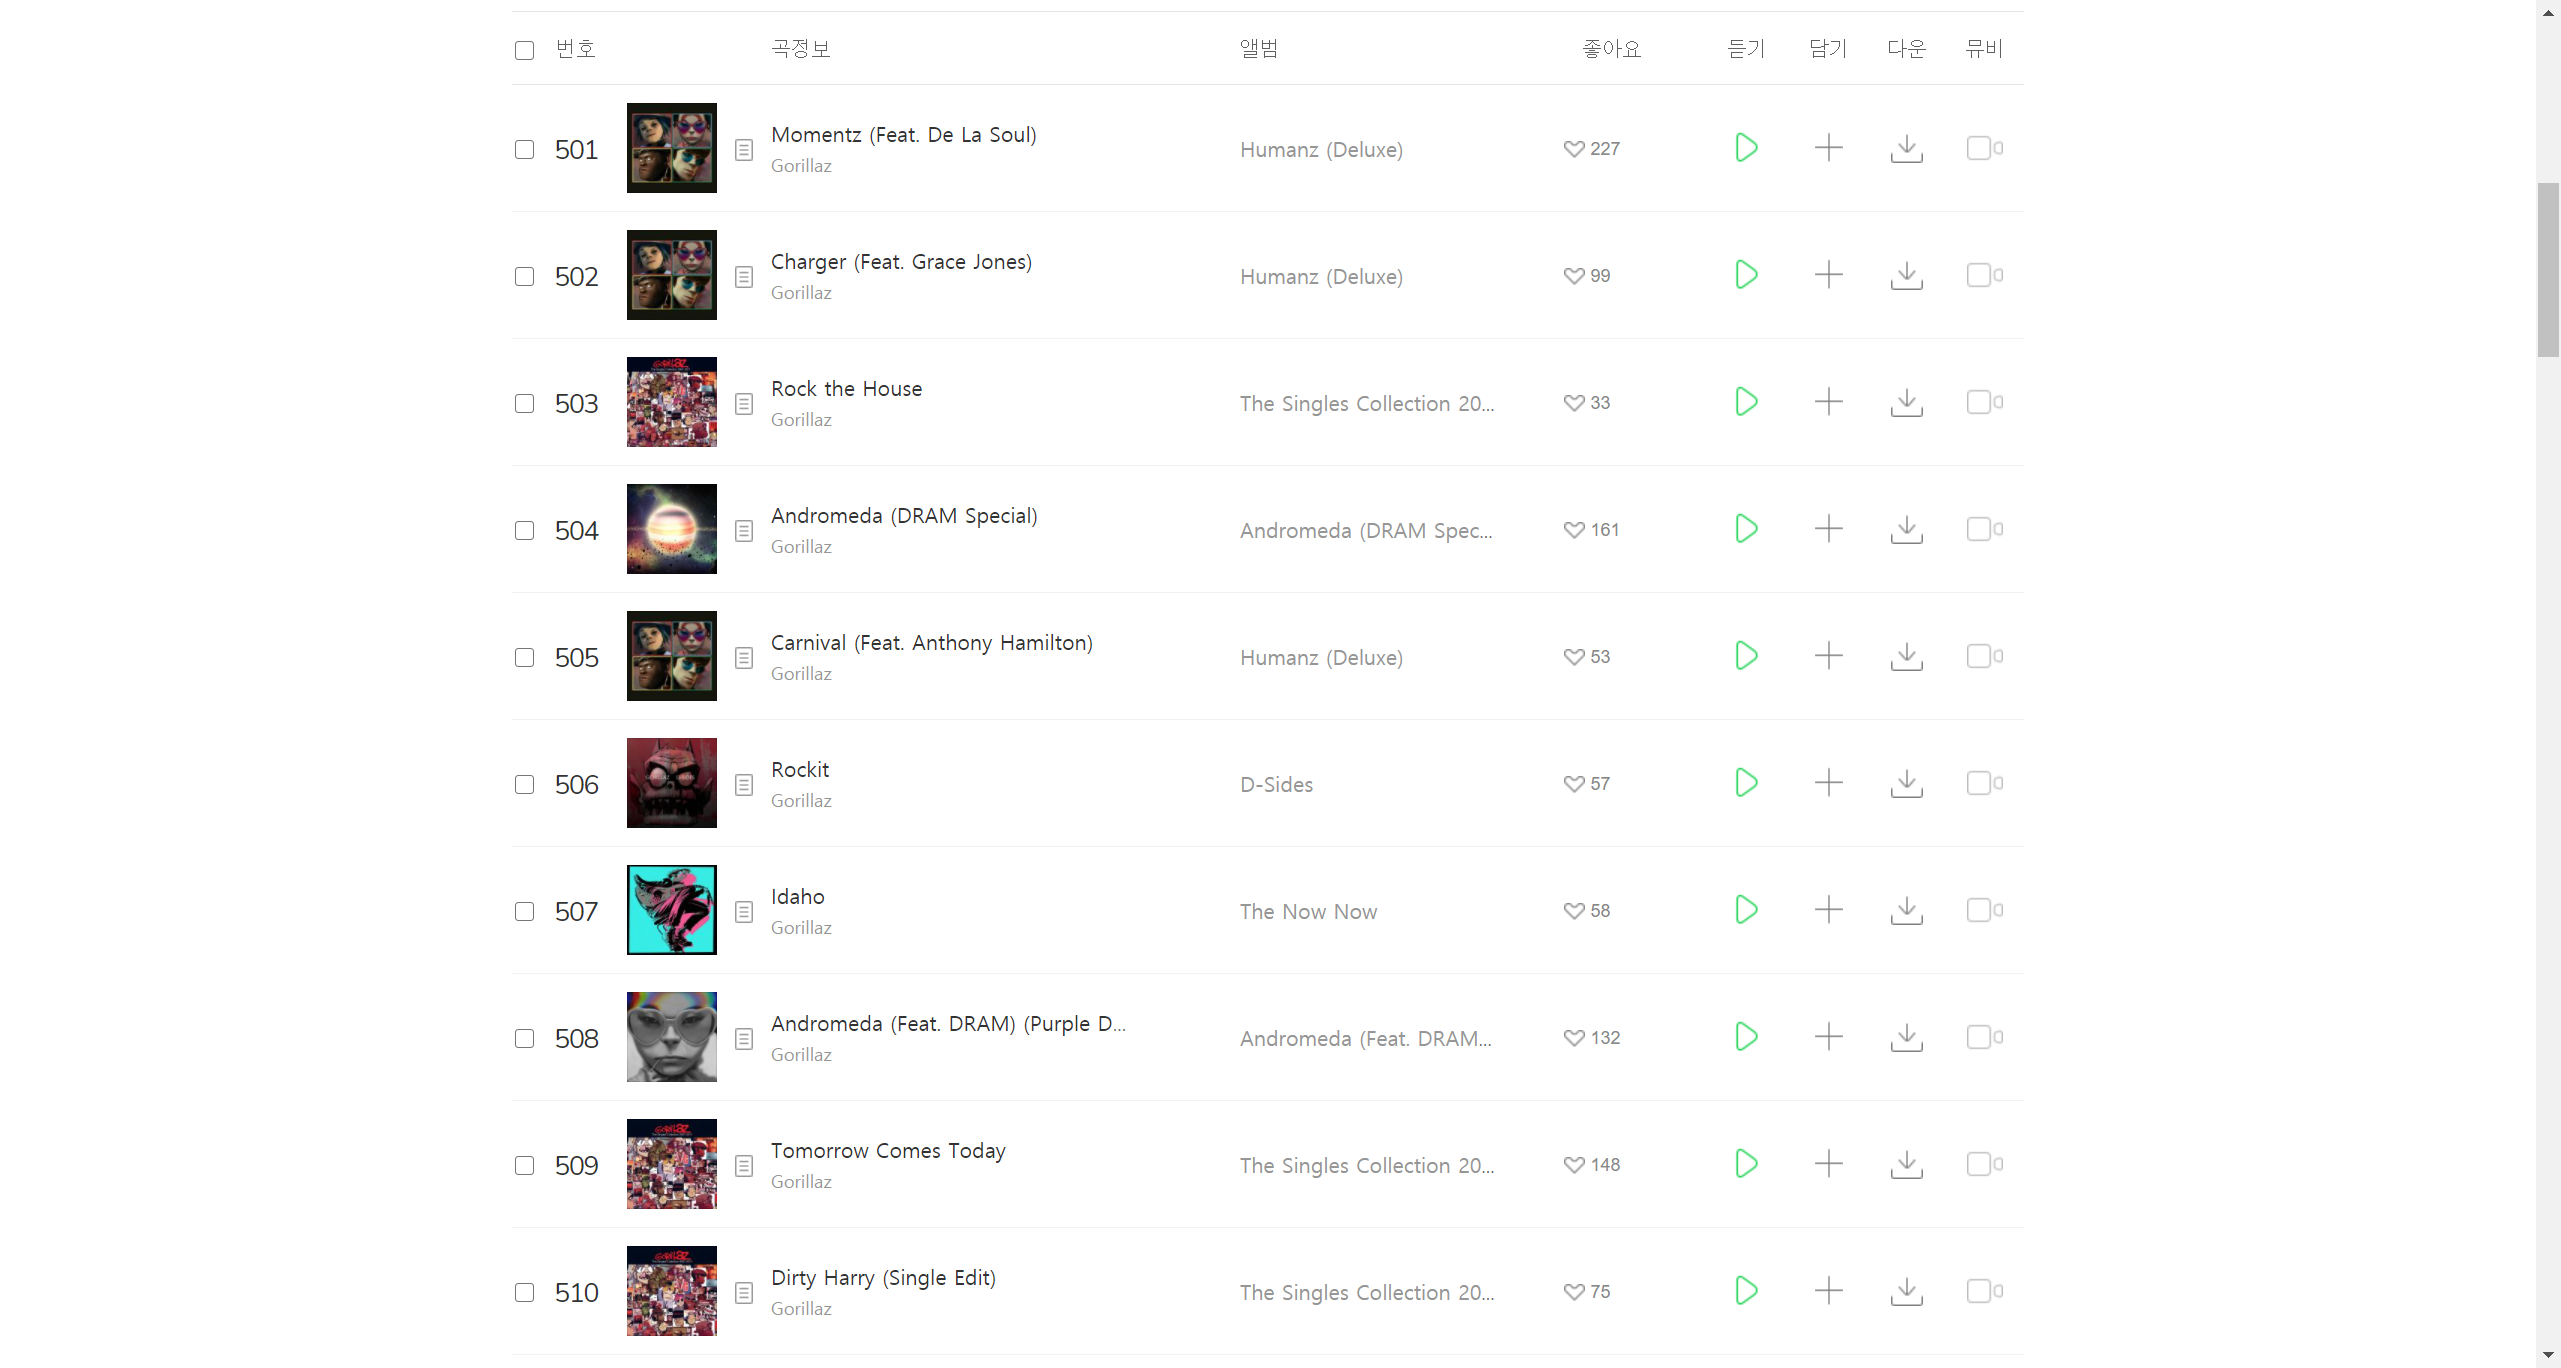 번호 곡정보 앨범 좋아요 듣기 담기 다운 뮤비
501 Momentz (Feat. De La Soul) Humanz (Deluxe) 227
Gorillaz
502 Charger (Feat. Grace Jones) Humanz (Deluxe) 99
Gorillaz
503 Rock the House The Singles Collection 20... 33
Gorillaz
504 Andromeda (DRAM Special) Andromeda (DRAM Spec... 161
Gorillaz
505 Carnival (Feat. Anthony Hamilton) Humanz (Deluxe) 53
Gorillaz
506 Rockit D-Sides 57
Gorillaz
507 Idaho The Now Now 58
Gorillaz
508 Andromeda (Feat. DRAM) (Purple D... Andromeda (Feat. DRAM... 132
Gorillaz
509 Tomorrow Comes Today The Singles Collection 20... 148
Gorillaz
510 Dirty Harry (Single Edit) The Singles Collection 20... 75
Gorillaz